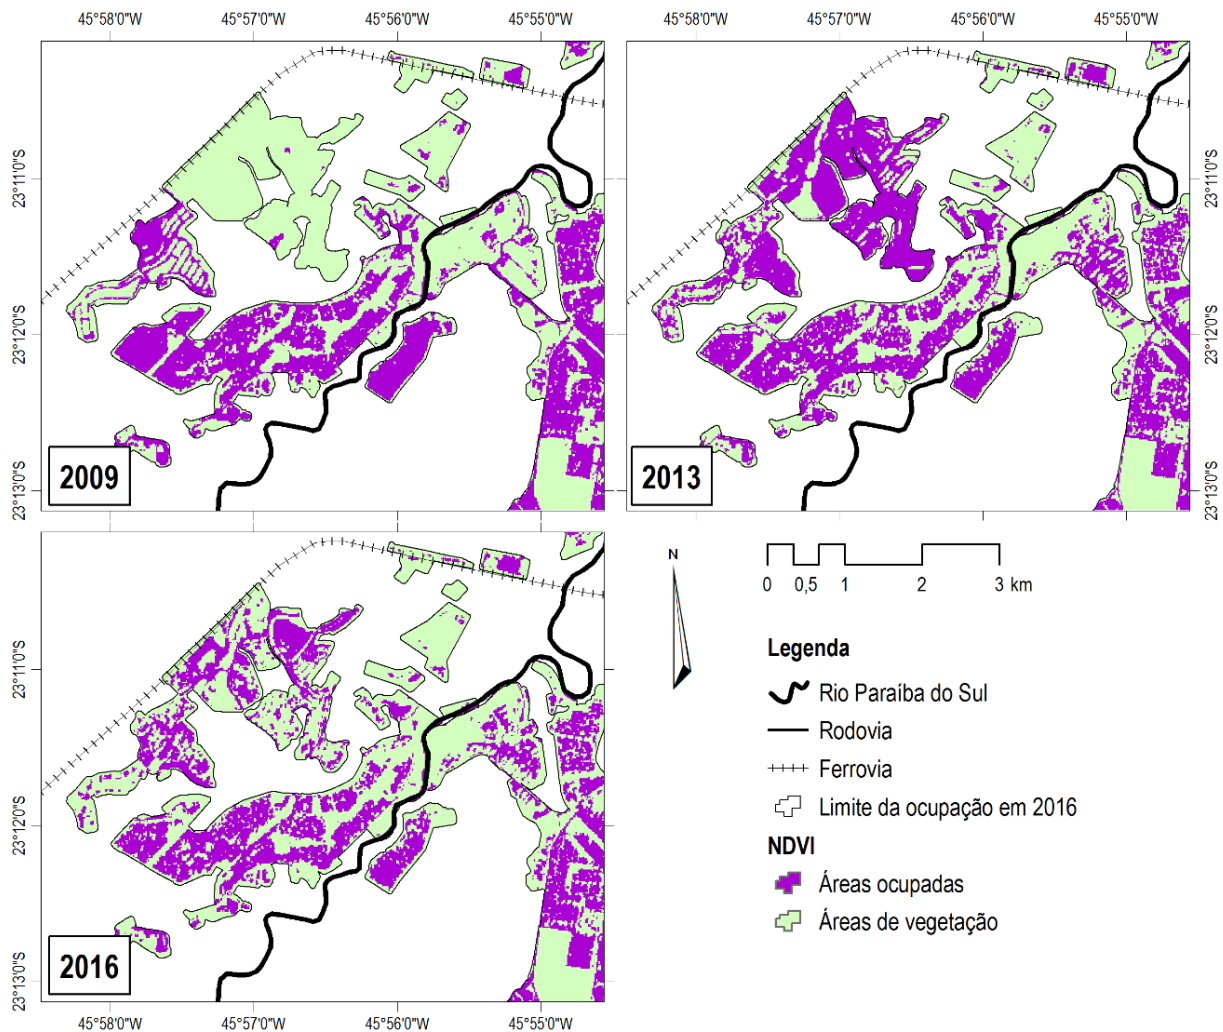 45°58'0"W 45°57'0"W 45°56'0"W 45°55'0"W 45°58'0"W 45°57'0"W 45°56'0"W 45°55'0"W
23°11'0"S 23°11'0"S
23°12'0"S 23°12'0"S
23°13'0"S 23°13'0"S
2009 2013
N
0 0,5 1 2 3 km
23°11'0"S
23°12'0"S
23°13'0"S
2016
45°58'0"W 45°57'0"W 45°56'0"W 45°55'0"W
Legenda
Rio Paraíba do Sul
Rodovia
Ferrovia
Limite da ocupação em 2016
NDVI
Áreas ocupadas
Áreas de vegetação